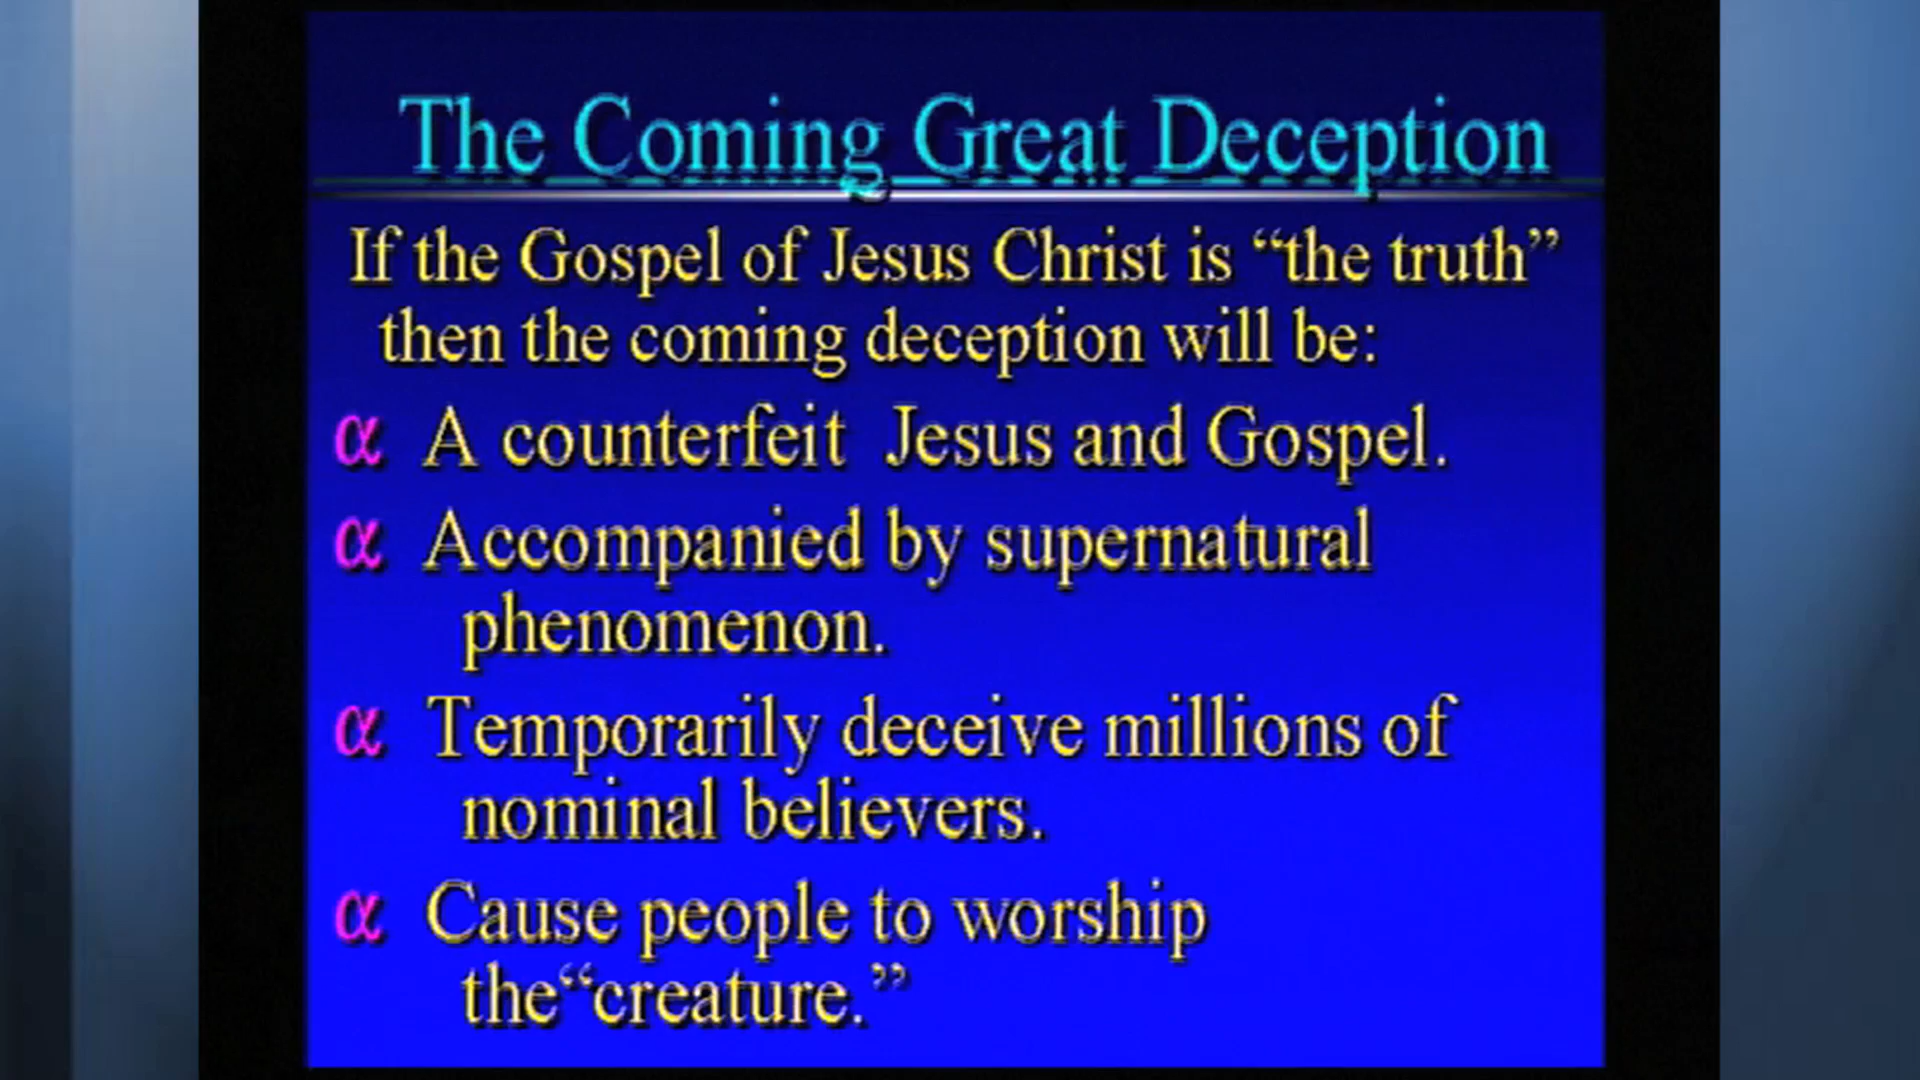 The Coming Great Deception
If the Gospel of Jesus Christ is “the truth”
then the coming deception will be:
α A counterfeit Jesus and Gospel.
α Accompanied by supernatural
phenomenon.
α Temporarily deceive millions of
nominal believers.
α Cause people to worship
the“creature.”